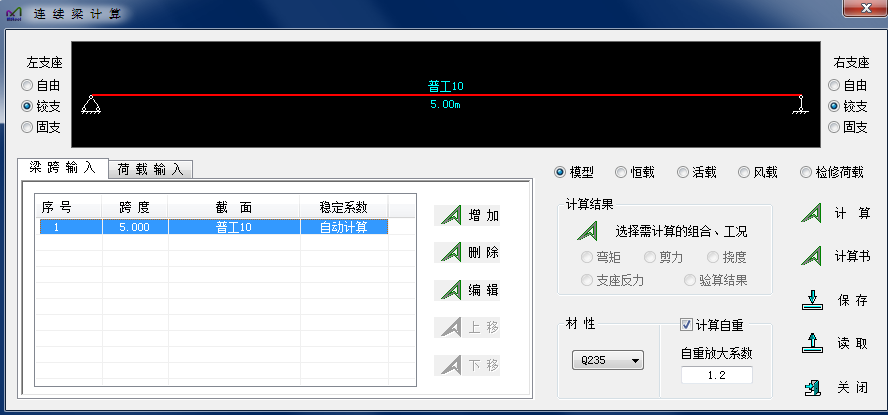 连 续 梁 计 算
左支座
自由
铰支
固支
普工10
5.00m
右支座
自由
铰支
固支
梁 跨 输 入
荷 载 输 入
序 号 跨 度 截 面 稳定系数
1 5.000 普工10 自动计算
增 加
删 除
编 辑
上 移
下 移
模型 恒载 活载 风载 检修荷载
计算结果
选择需计算的组合、工况
弯矩 剪力 挠度
支座反力 验算结果
材 性
Q235
计算自重
自重放大系数
1.2
计 算
计算书
保 存
读 取
关 闭